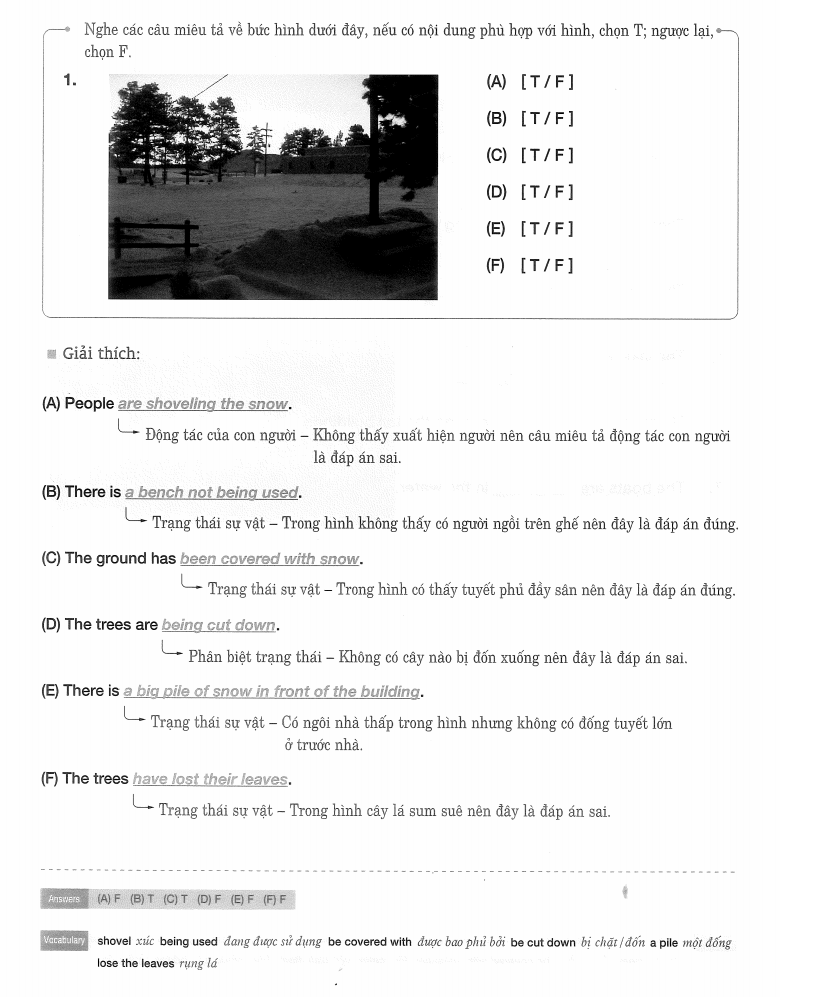 Nghe các câu miêu tả về bức hình dưới đây, nếu có nội dung phù hợp với hình, chọn T; ngược lại,
chọn F.
1.
(A) [ T / F ]
(B) [ T / F ]
(C) [ T / F ]
(D) [ T / F ]
(E) [ T / F ]
(F) [ T / F ]
Giải thích:
(A) People are shoveling the snow.
Động tác của con người – Không thấy xuất hiện người nên câu miêu tả động tác con người
là đáp án sai.
(B) There is a bench not being used.
Trạng thái sự vật – Trong hình không thấy có người ngồi trên ghế nên đây là đáp án đúng.
(C) The ground has been covered with snow.
Trạng thái sự vật – Trong hình có thấy tuyết phủ đầy sân nên đây là đáp án đúng.
(D) The trees are being cut down.
Phân biệt trạng thái – Không có cây nào bị đốn xuống nên đây là đáp án sai.
(E) There is a big pile of snow in front of the building.
Trạng thái sự vật – Có ngôi nhà thấp trong hình nhưng không có đống tuyết lớn
ở trước nhà.
(F) The trees have lost their leaves.
Trạng thái sự vật – Trong hình cây lá sum suê nên đây là đáp án sai.
Answers (A) F (B) T (C) T (D) F (E) F (F) F
Vocabulary shovel xúc being used đang được sử dụng be covered with được bao phủ bởi be cut down bị chặt/đốn a pile một đống
lose the leaves rụng lá